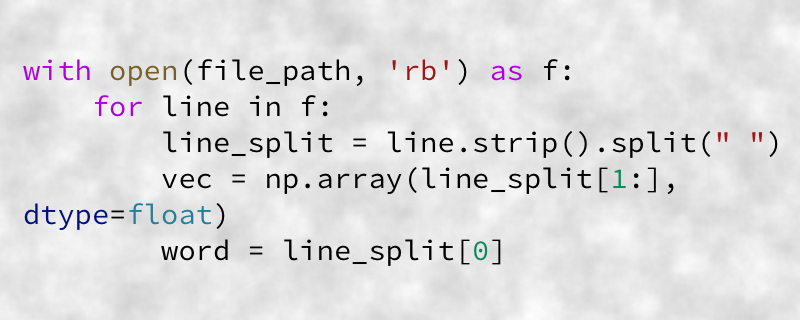 with open(file_path, 'rb') as f:
    for line in f:
        line_split = line.strip().split(" ")
        vec = np.array(line_split[1:],
dtype=float)
        word = line_split[0]